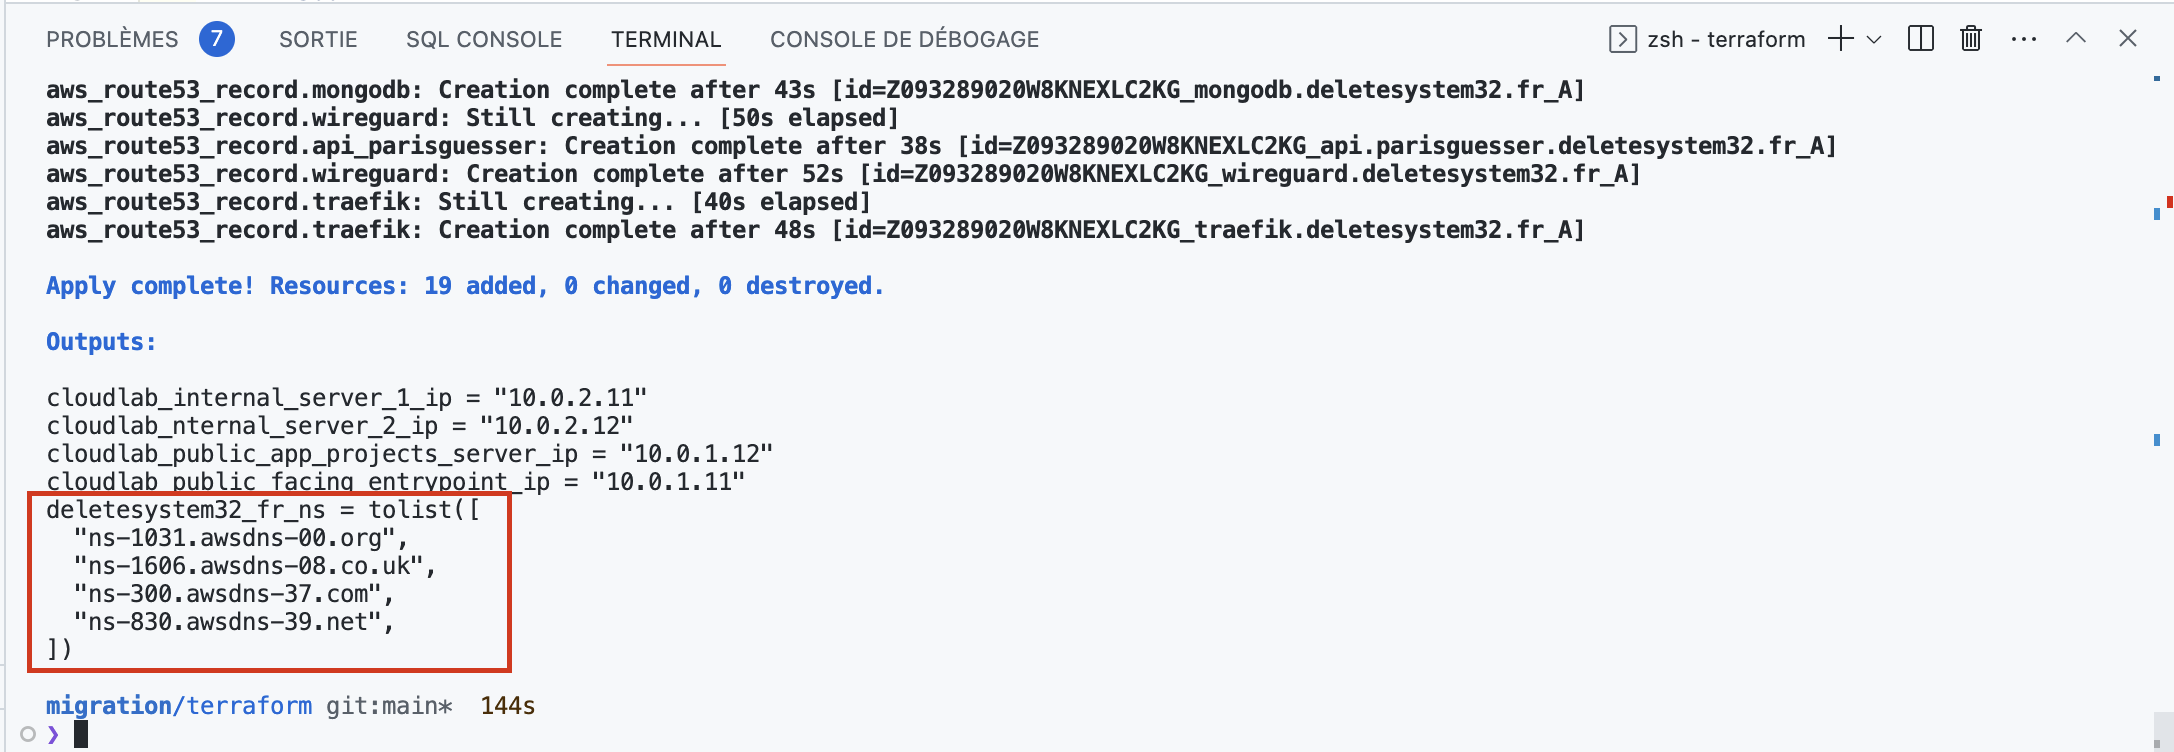 PROBLÈMES 7 SORTIE SQL CONSOLE TERMINAL CONSOLE DE DÉBOGAGE zsh - terraform
aws_route53_record.mongodb: Creation complete after 43s [id=Z093289020W8KNEXLC2KG_mongodb.deletesystem32.fr_A]
aws_route53_record.wireguard: Still creating... [50s elapsed]
aws_route53_record.api_parisguesser: Creation complete after 38s [id=Z093289020W8KNEXLC2KG_api.parisguesser.deletesystem32.fr_A]
aws_route53_record.wireguard: Creation complete after 52s [id=Z093289020W8KNEXLC2KG_wireguard.deletesystem32.fr_A]
aws_route53_record.traefik: Still creating... [40s elapsed]
aws_route53_record.traefik: Creation complete after 48s [id=Z093289020W8KNEXLC2KG_traefik.deletesystem32.fr_A]
Apply complete! Resources: 19 added, 0 changed, 0 destroyed.
Outputs:
cloudlab_internal_server_1_ip = "10.0.2.11"
cloudlab_nternal_server_2_ip = "10.0.2.12"
cloudlab_public_app_projects_server_ip = "10.0.1.12"
cloudlab_public_facing_entrypoint_ip = "10.0.1.11"
deletesystem32_fr_ns = tolist([
  "ns-1031.awsdns-00.org",
  "ns-1606.awsdns-08.co.uk",
  "ns-300.awsdns-37.com",
  "ns-830.awsdns-39.net",
])
migration/terraform git:main* 144s
❯